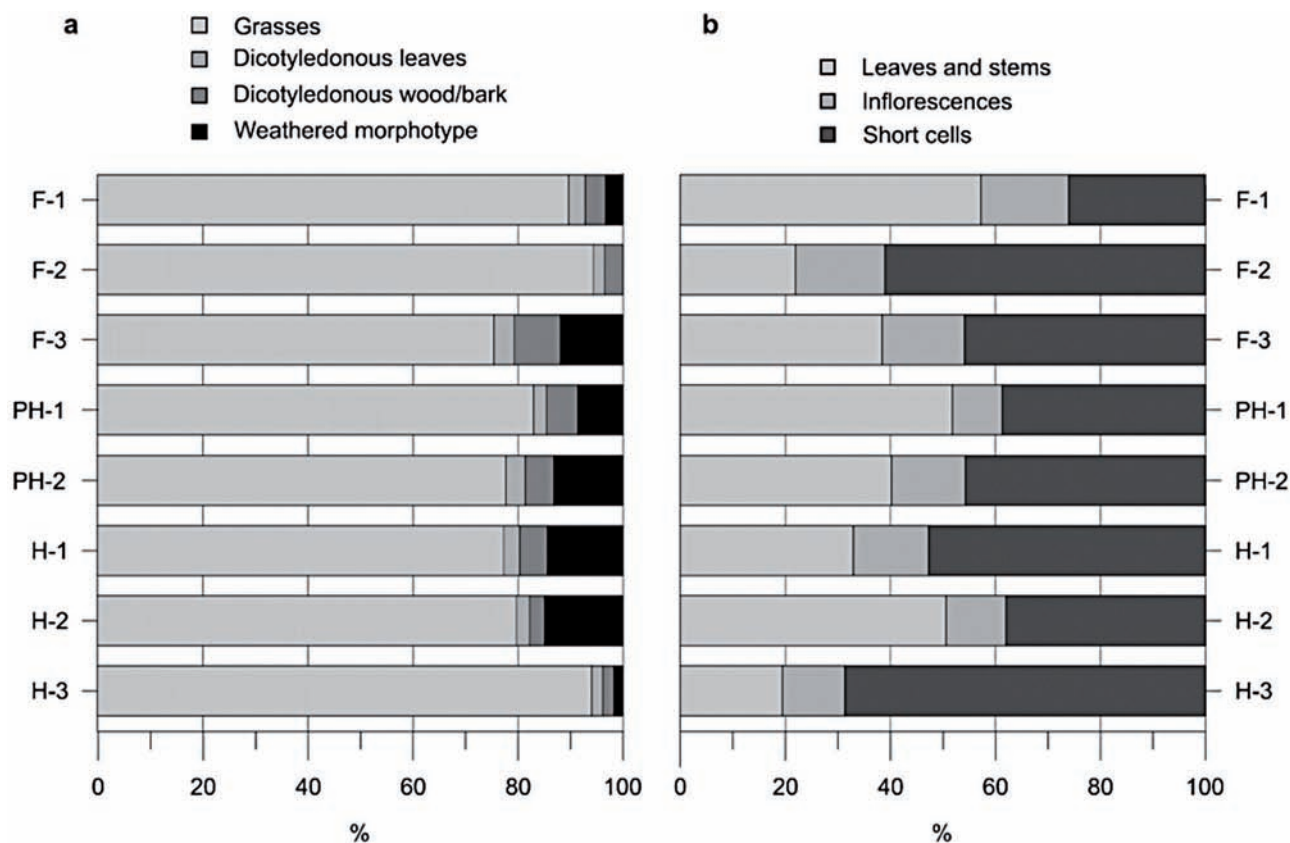 a
Grasses
Dicotyledonous leaves
Dicotyledonous wood/bark
Weathered morphotype
F-1
F-2
F-3
PH-1
PH-2
H-1
H-2
H-3
0 20 40 60 80 100
%
b
Leaves and stems
Inflorescences
Short cells
F-1
F-2
F-3
PH-1
PH-2
H-1
H-2
H-3
0 20 40 60 80 100
%